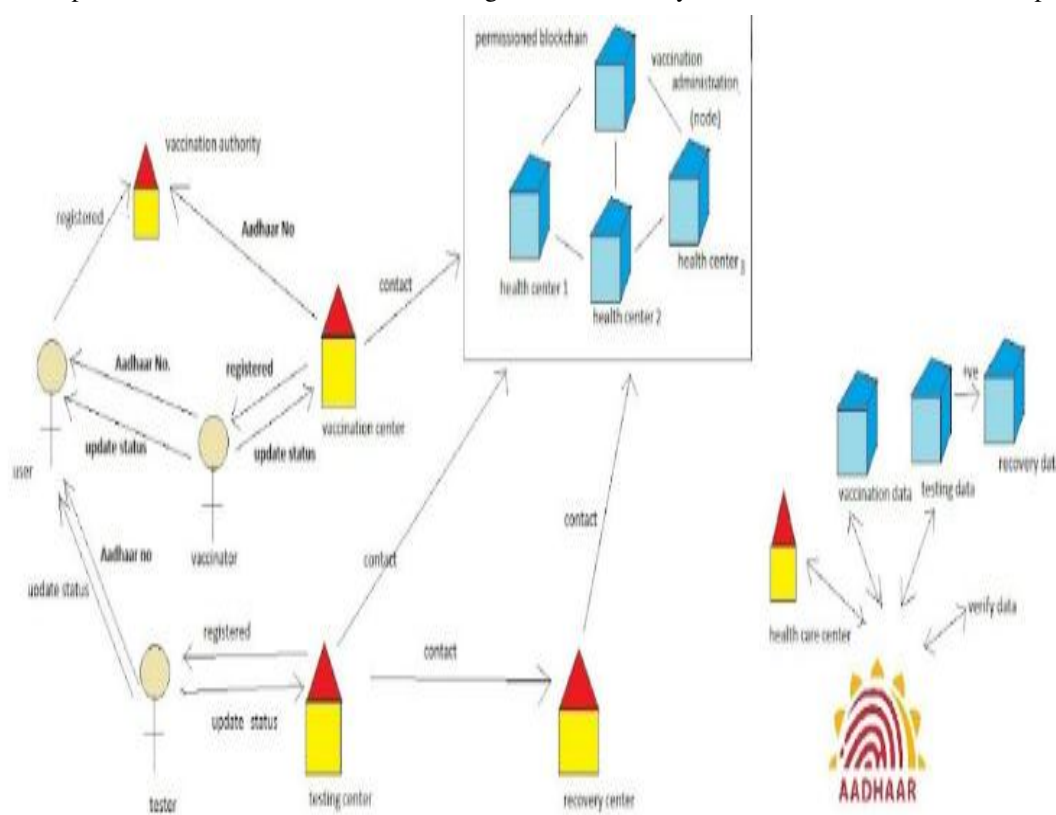 permissioned blockchain
vaccination
administration
(node)
vaccination authority
registered
Aadhaar No
contact
health center 1
health center 2
health center 3
Aadhaar No.
registered
update status
update status
vaccination center
user
vaccinator
Aadhaar no
uodate status
registered
update status
contact
contact
contact
tester
testing center
recovery center
+ve
vaccination data
testing data
recovery data
health care center
verify data
AADHAAR